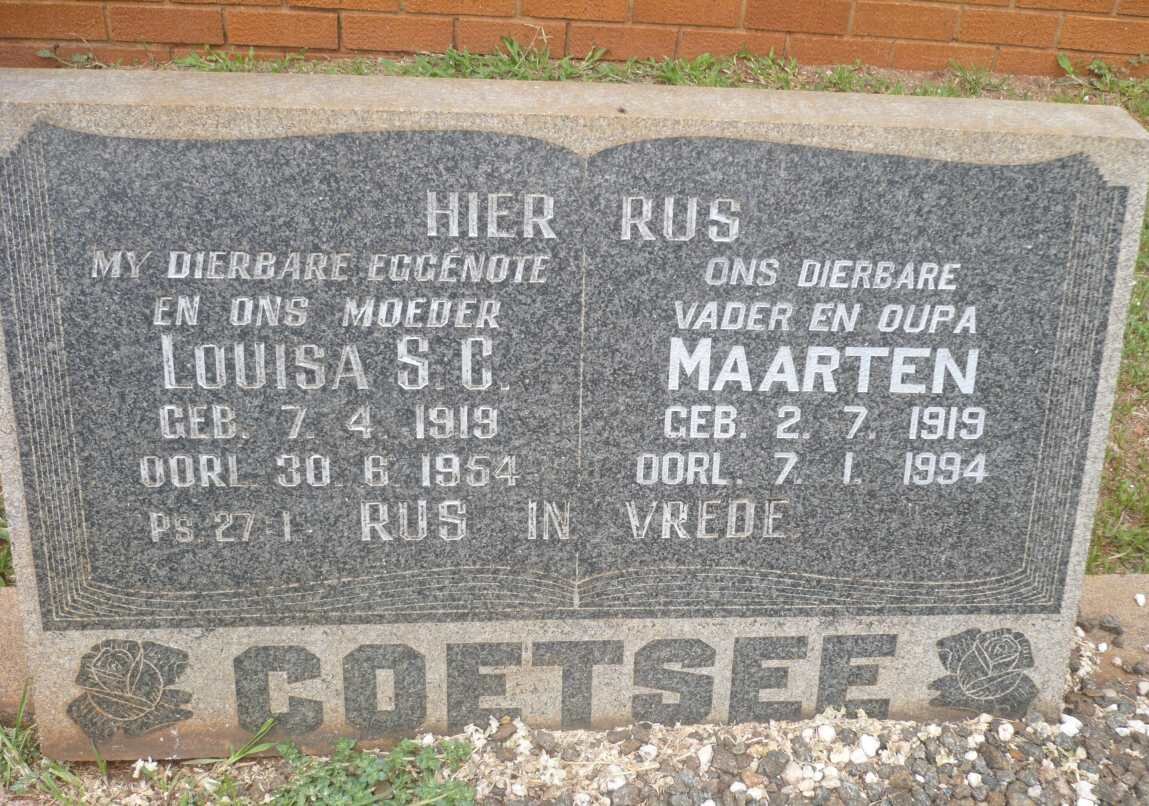 HIER RUS
MY DIERBARE EGGENOTE
EN ONS MOEDER
LOUISA S. C.
GEB. 7. 4. 1919
OORL. 30. 6. 1954
ONS DIERBARE
VADER EN OUPA
MAARTEN
GEB. 2. 7. 1919
OORL. 7. 1. 1994
PS. 27:1. RUS IN VREDE.
COETSEE